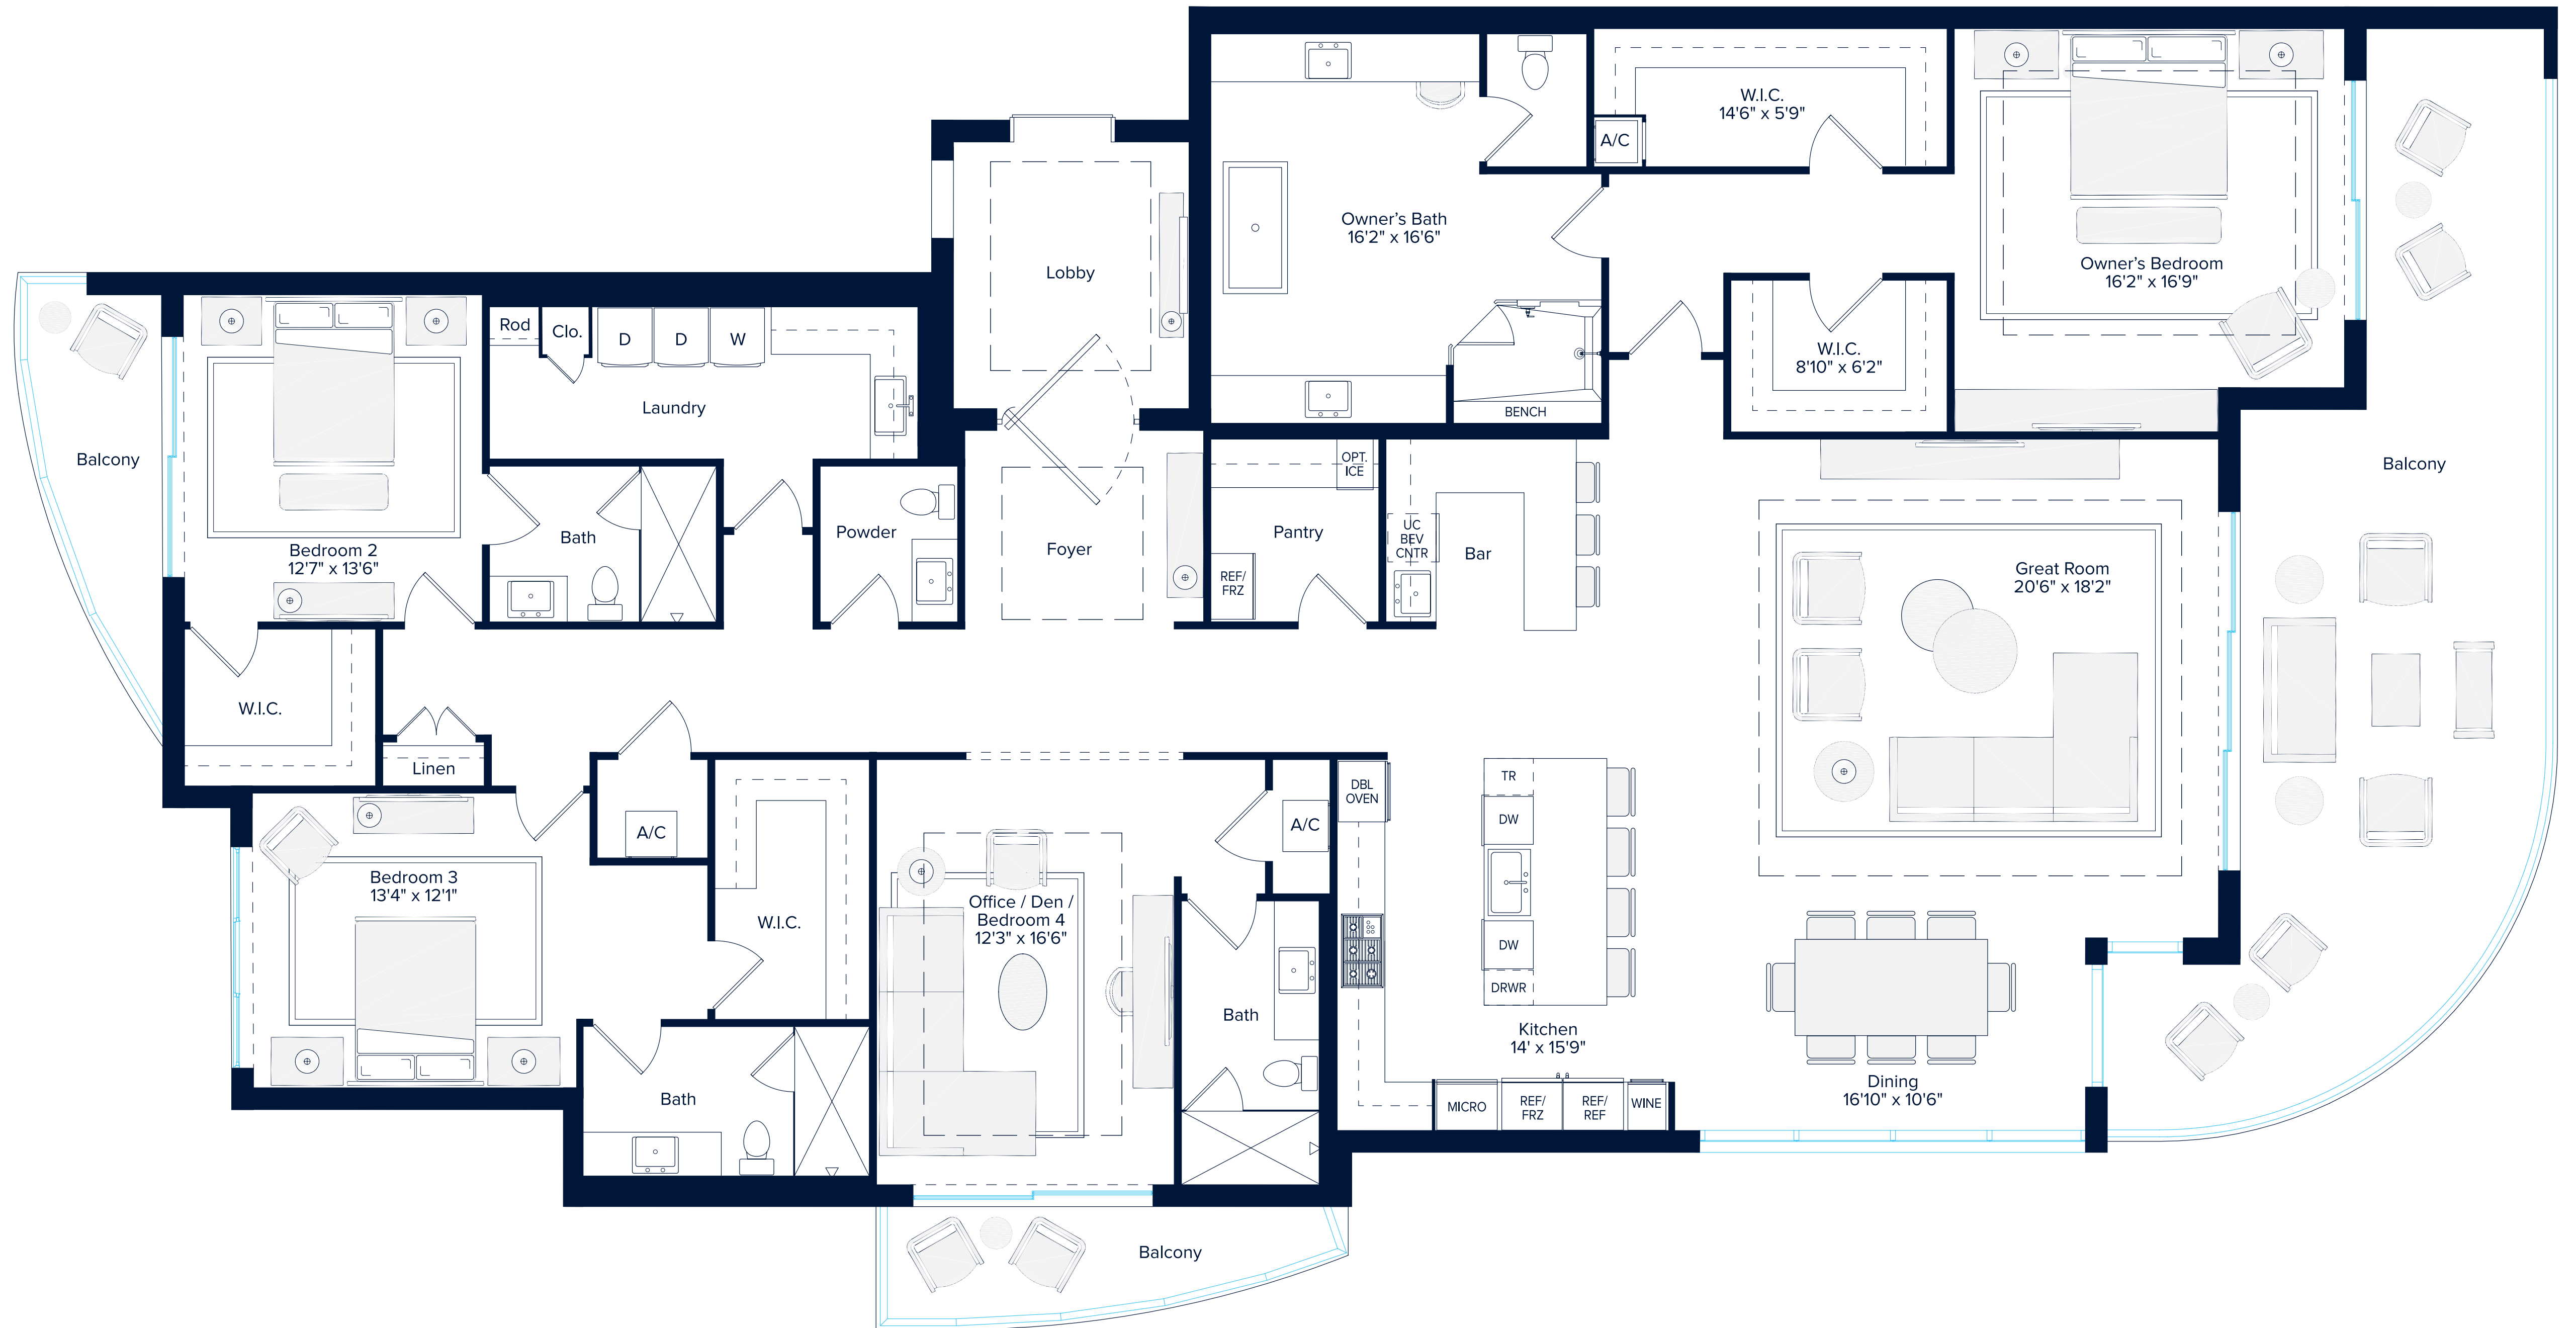 W.I.C.
14'6" x 5'9"
A/C
Owner's Bath
16'2" x 16'6"
Owner's Bedroom
16'2" x 16'9"
Lobby
Rod
Clo.
D
D
W
W.I.C.
8'10" x 6'2"
Laundry
BENCH
Balcony
Balcony
OPT.
ICE
Bedroom 2
12'7" x 13'6"
Bath
Powder
Foyer
Pantry
REF/
FRZ
UC
BEV
CNTR
Bar
Great Room
20'6" x 18'2"
W.I.C.
Linen
A/C
A/C
DBL
OVEN
TR
DW
Bedroom 3
13'4" x 12'1"
W.I.C.
Office / Den /
Bedroom 4
12'3" x 16'6"
DW
DRWR
Bath
Kitchen
14' x 15'9"
Bath
MICRO
REF/
FRZ
REF/
REF
WINE
Dining
16'10" x 10'6"
Balcony